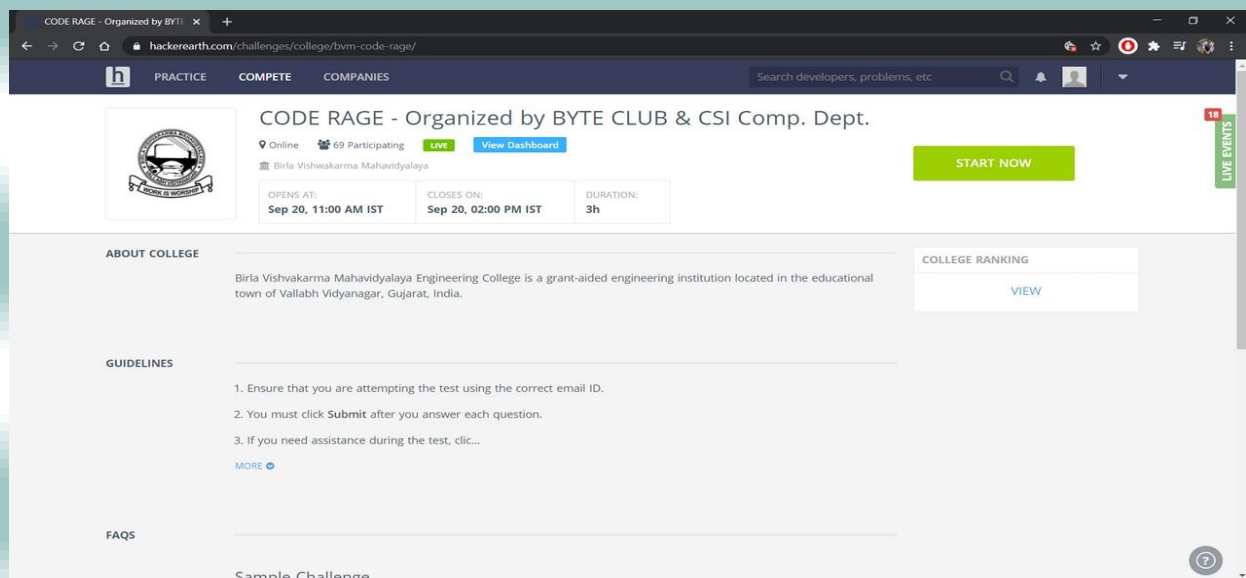 CODE RAGE - Organized by BYTE
hackerearth.com/challenges/college/bvm-code-rage/
h PRACTICE COMPETE COMPANIES Search developers, problems, etc
CODE RAGE - Organized by BYTE CLUB & CSI Comp. Dept.
Online 69 Participating LIVE View Dashboard
Birla Vishwakarma Mahavidyalaya
START NOW
18
LIVE EVENTS
WORK IS WORSHIP
OPENS AT: CLOSES ON: DURATION:
Sep 20, 11:00 AM IST Sep 20, 02:00 PM IST 3h
ABOUT COLLEGE
Birla Vishvakarma Mahavidyalaya Engineering College is a grant-aided engineering institution located in the educational
town of Vallabh Vidyanagar, Gujarat, India.
COLLEGE RANKING
VIEW
GUIDELINES
1. Ensure that you are attempting the test using the correct email ID.
2. You must click Submit after you answer each question.
3. If you need assistance during the test, clic...
MORE
FAQS
Sample Challenge
?